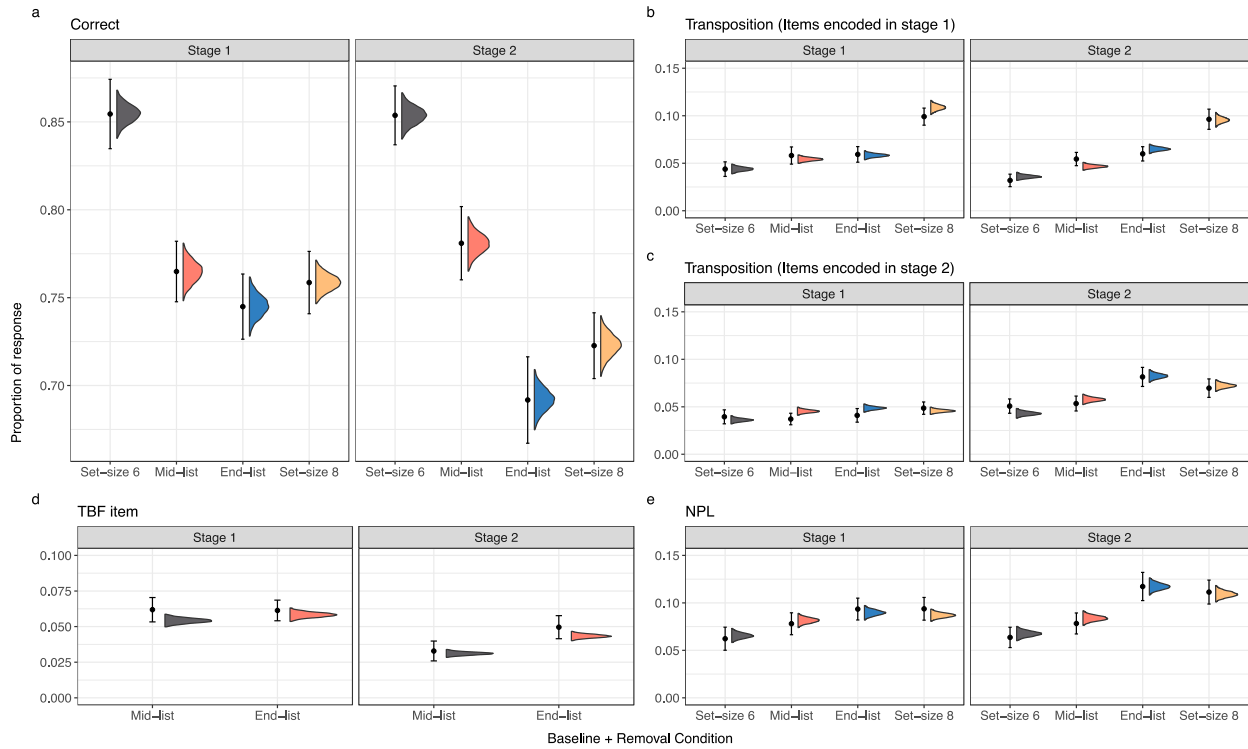 a
Correct
Stage 1
Stage 2
0.85
0.80
0.75
0.70
Proportion of response
Set−size 6 Mid−list End−list Set−size 8
Set−size 6 Mid−list End−list Set−size 8
b
Transposition (Items encoded in stage 1)
Stage 1
Stage 2
0.15
0.10
0.05
0.00
Set−size 6 Mid−list End−list Set−size 8
Set−size 6 Mid−list End−list Set−size 8
c
Transposition (Items encoded in stage 2)
Stage 1
Stage 2
0.15
0.10
0.05
0.00
Set−size 6 Mid−list End−list Set−size 8
Set−size 6 Mid−list End−list Set−size 8
d
TBF item
Stage 1
Stage 2
0.100
0.075
0.050
0.025
0.000
Mid−list End−list
Mid−list End−list
e
NPL
Stage 1
Stage 2
0.15
0.10
0.05
0.00
Set−size 6 Mid−list End−list Set−size 8
Set−size 6 Mid−list End−list Set−size 8
Baseline + Removal Condition